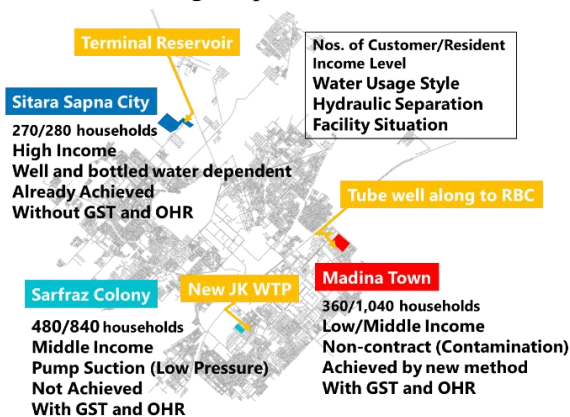 Terminal Reservoir
Nos. of Customer/Resident
Income Level
Water Usage Style
Hydraulic Separation
Facility Situation
Sitara Sapna City
270/280 households
High Income
Well and bottled water dependent
Already Achieved
Without GST and OHR
Tube well along to RBC
New JK WTP
Madina Town
360/1,040 households
Low/Middle Income
Non-contract (Contamination)
Achieved by new method
With GST and OHR
Sarfraz Colony
480/840 households
Middle Income
Pump Suction (Low Pressure)
Not Achieved
With GST and OHR